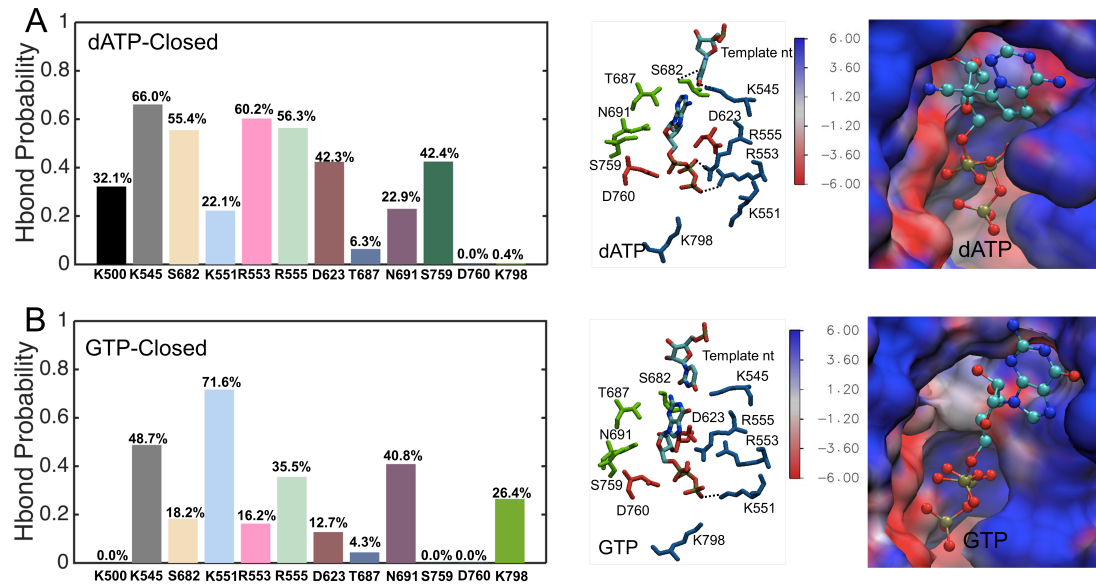 A
dATP-Closed
Hbond Probability
1
0.8
0.6
0.4
0.2
0
32.1%
66.0%
55.4%
22.1%
60.2%
56.3%
42.3%
6.3%
22.9%
42.4%
0.0%
0.4%
K500 K545 S682 K551 R553 R555 D623 T687 N691 S759 D760 K798
Template nt
S682
T687
K545
N691
D623
R555
R553
S759
D760
K551
K798
dATP
6.00
3.60
1.20
−1.20
−3.60
−6.00
dATP
B
GTP-Closed
Hbond Probability
1
0.8
0.6
0.4
0.2
0
0.0%
48.7%
18.2%
71.6%
16.2%
35.5%
12.7%
4.3%
40.8%
0.0%
0.0%
26.4%
K500 K545 S682 K551 R553 R555 D623 T687 N691 S759 D760 K798
Template nt
S682
K545
T687
D623
R555
N691
R553
S759
D760
K551
K798
GTP
6.00
3.60
1.20
−1.20
−3.60
−6.00
GTP